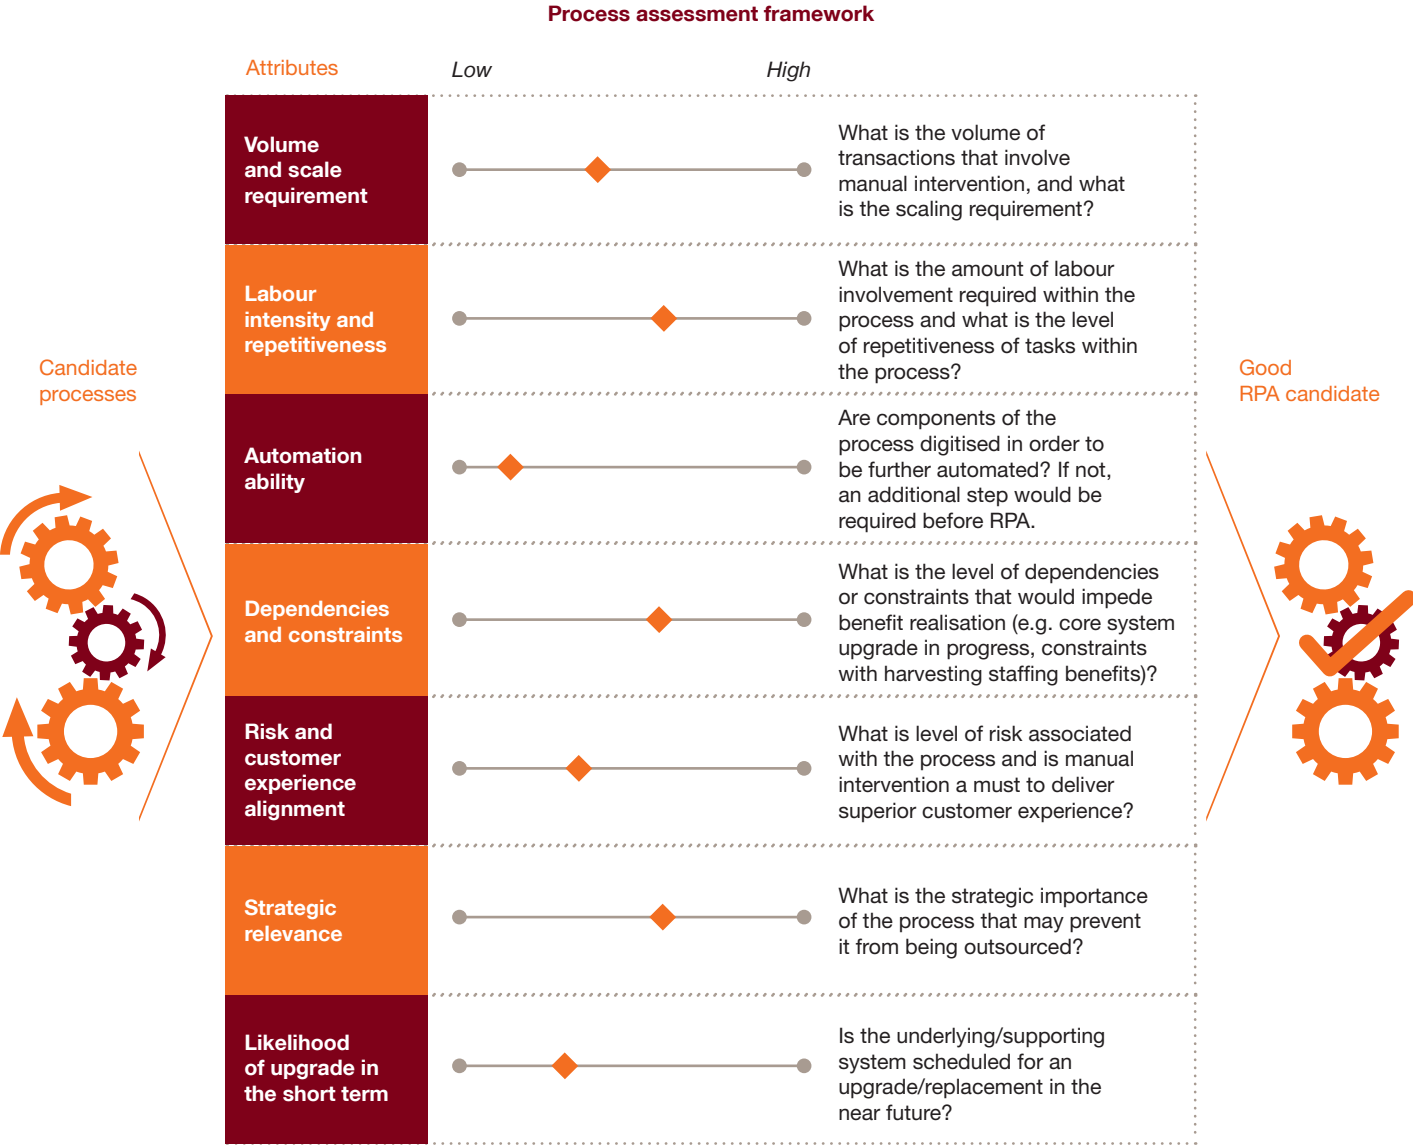 Process assessment framework
Attributes
Low
High
Volume
and scale
requirement
What is the volume of
transactions that involve
manual intervention, and what
is the scaling requirement?
Labour
intensity and
repetitiveness
What is the amount of labour
involvement required within the
process and what is the level
of repetitiveness of tasks within
the process?
Candidate
processes
Good
RPA candidate
Automation
ability
Are components of the
process digitised in order to
be further automated? If not,
an additional step would be
required before RPA.
Dependencies
and constraints
What is the level of dependencies
or constraints that would impede
benefit realisation (e.g. core system
upgrade in progress, constraints
with harvesting staffing benefits)?
Risk and
customer
experience
alignment
What is level of risk associated
with the process and is manual
intervention a must to deliver
superior customer experience?
Strategic
relevance
What is the strategic importance
of the process that may prevent
it from being outsourced?
Likelihood
of upgrade in
the short term
Is the underlying/supporting
system scheduled for an
upgrade/replacement in the
near future?